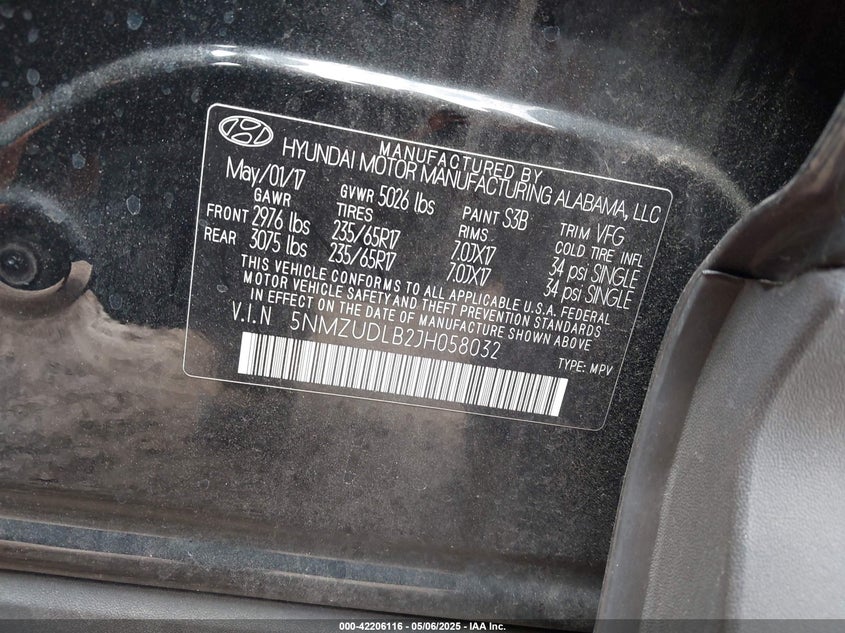 MANUFACTURED BY
HYUNDAI MOTOR MANUFACTURING ALABAMA, LLC
May/01/17 GVWR 5026 lbs PAINT S3B TRIM VFG
GAWR TIRES RIMS COLD TIRE INFL
FRONT 2976 lbs 235/65R17 7.0JX17 34 psi SINGLE
REAR 3075 lbs 235/65R17 7.0JX17 34 psi SINGLE
THIS VEHICLE CONFORMS TO ALL APPLICABLE U.S.A. FEDERAL
MOTOR VEHICLE SAFETY AND THEFT PREVENTION STANDARDS
IN EFFECT ON THE DATE OF MANUFACTURE SHOWN ABOVE
V.I.N 5NMZUDLB2JH058032
TYPE: MPV
000-42206116 - 05/06/2025 - IAA Inc.